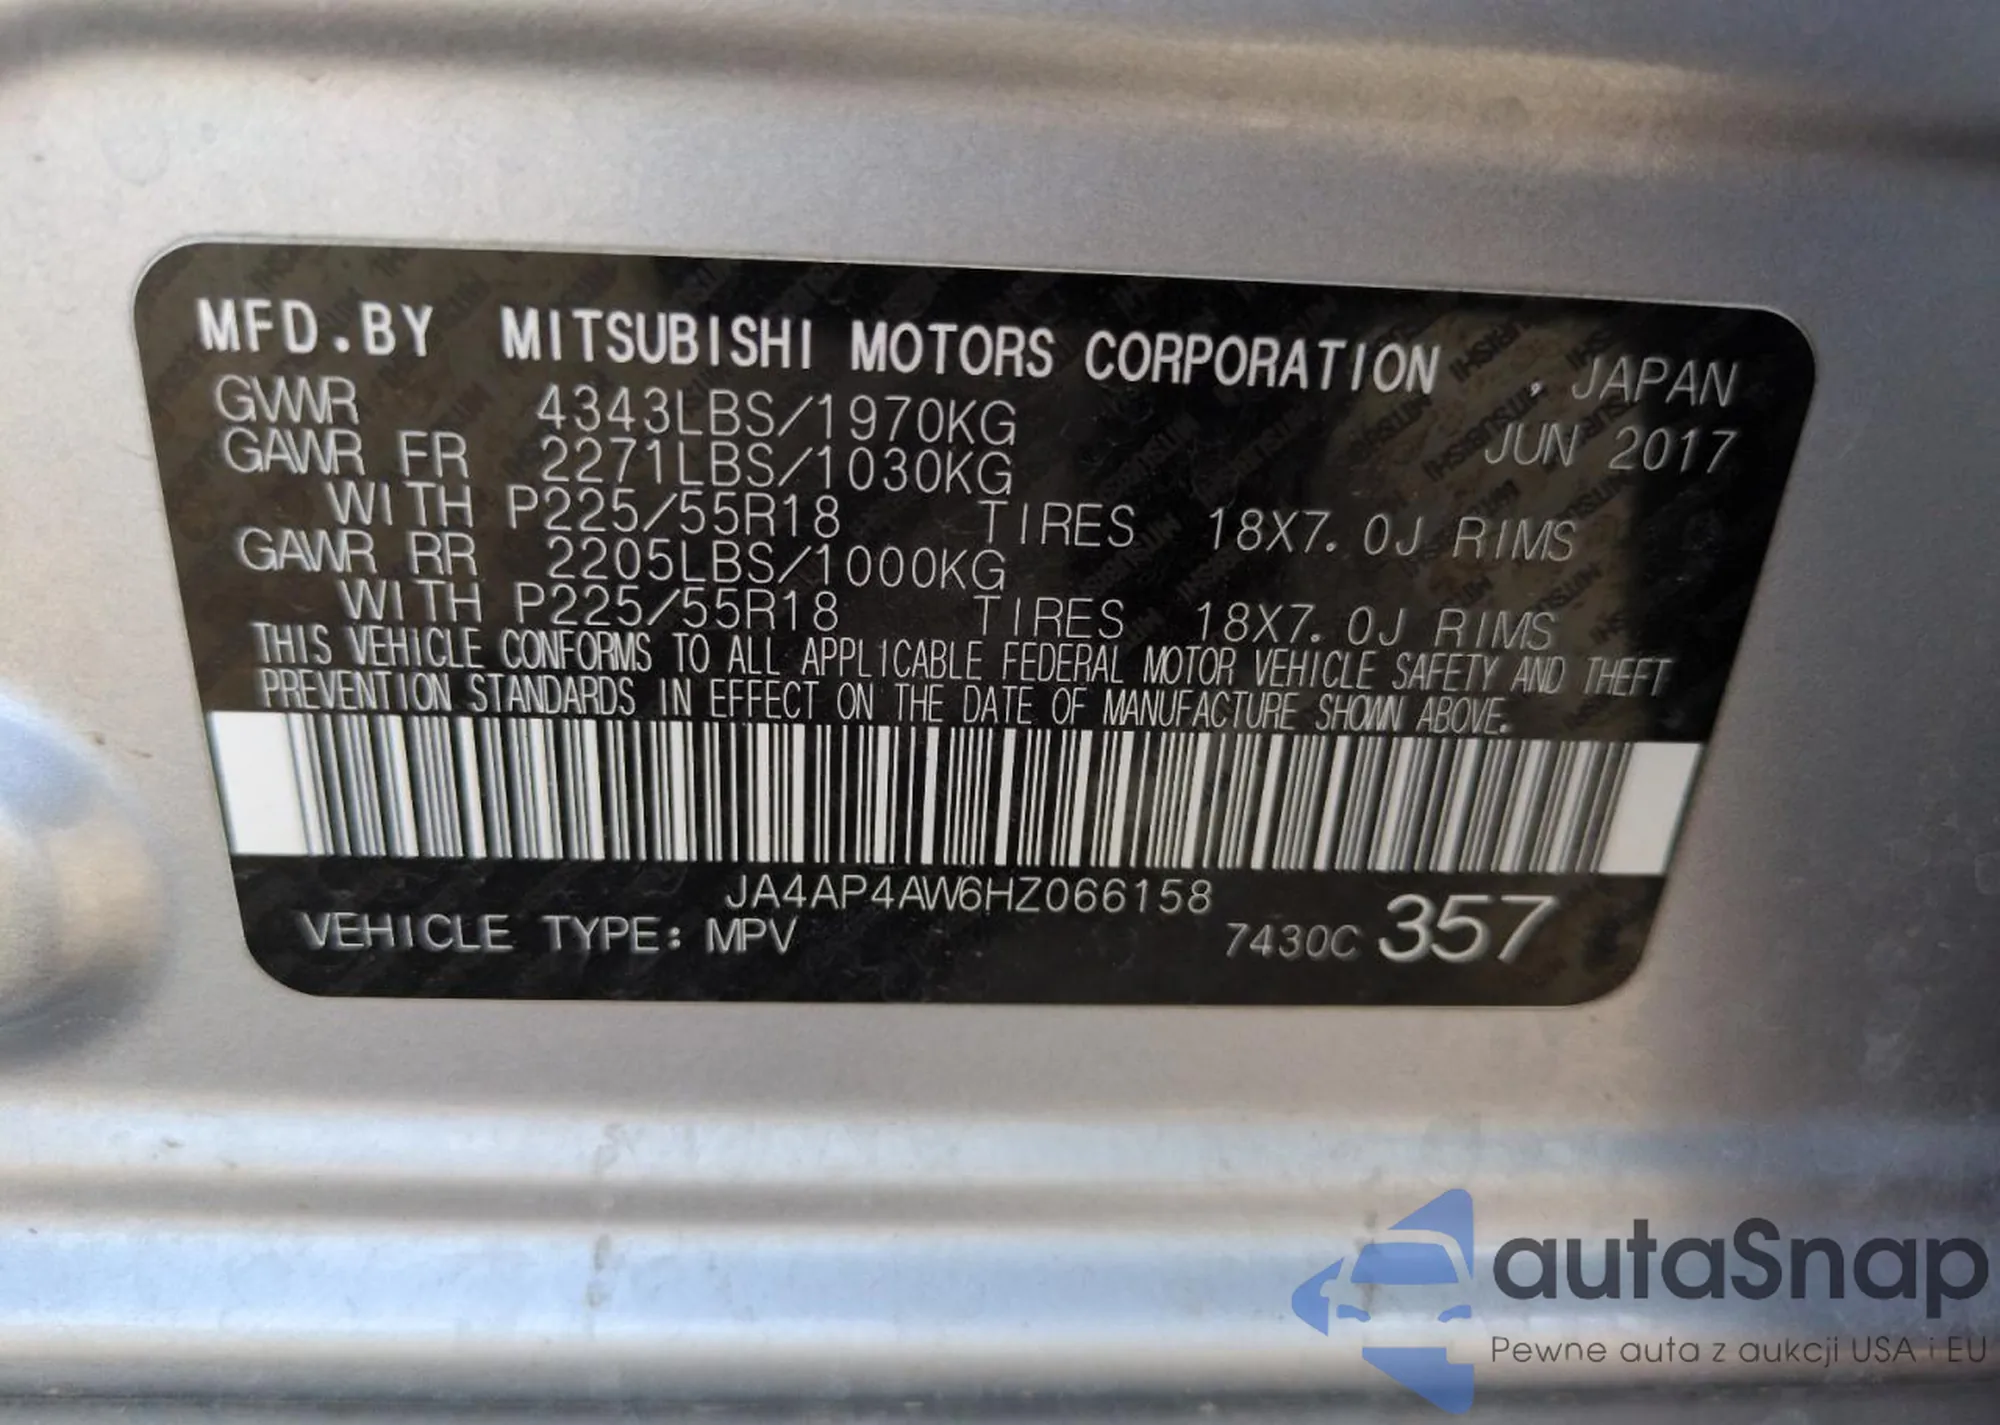 MFD.BY MITSUBISHI MOTORS CORPORATION , JAPAN
GVWR 4343LBS/1970KG JUN 2017
GAWR FR 2271LBS/1030KG
WITH P225/55R18 TIRES 18X7.0J RIMS
GAWR RR 2205LBS/1000KG
WITH P225/55R18 TIRES 18X7.0J RIMS
THIS VEHICLE CONFORMS TO ALL APPLICABLE FEDERAL MOTOR VEHICLE SAFETY AND THEFT
PREVENTION STANDARDS IN EFFECT ON THE DATE OF MANUFACTURE SHOWN ABOVE.
JA4AP4AW6HZ066158
VEHICLE TYPE: MPV 7430C 357
autaSnap
Pewne auta z aukcji USA i EU